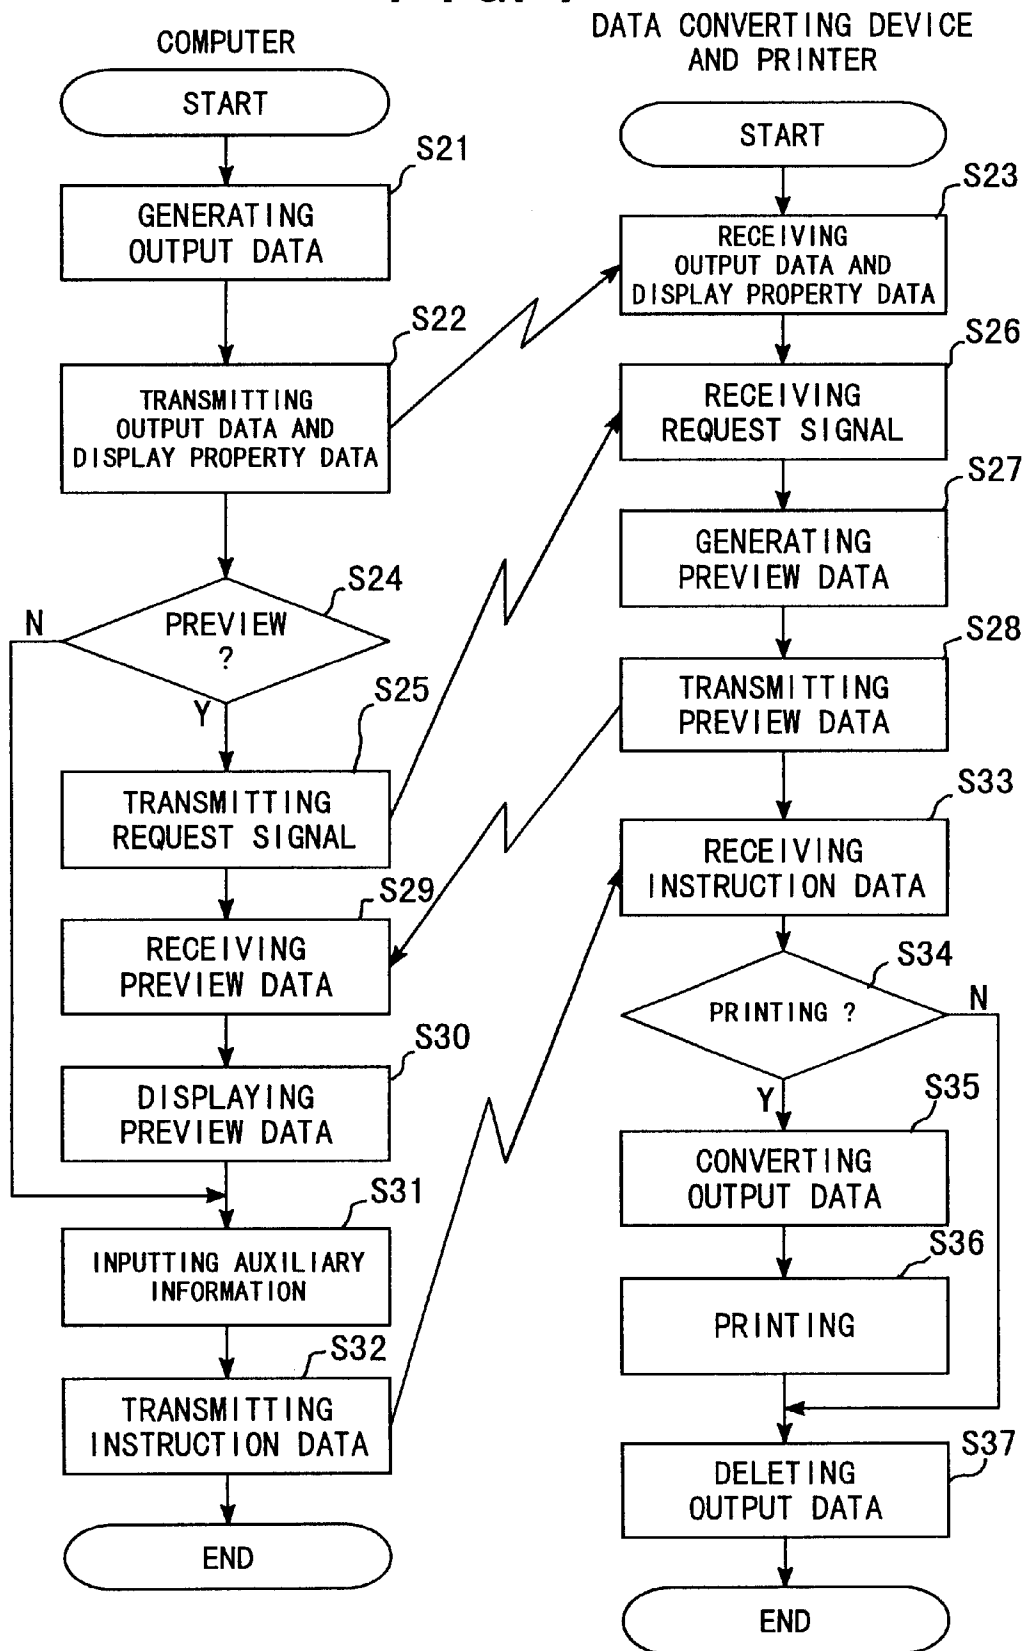 COMPUTER
START
S21
GENERATING
OUTPUT DATA
S22
TRANSMITTING
OUTPUT DATA AND
DISPLAY PROPERTY DATA
S24
PREVIEW
?
N
Y
S25
TRANSMITTING
REQUEST SIGNAL
S29
RECEIVING
PREVIEW DATA
S30
DISPLAYING
PREVIEW DATA
S31
INPUTTING AUXILIARY
INFORMATION
S32
TRANSMITTING
INSTRUCTION DATA
END
DATA CONVERTING DEVICE
AND PRINTER
START
S23
RECEIVING
OUTPUT DATA AND
DISPLAY PROPERTY DATA
S26
RECEIVING
REQUEST SIGNAL
S27
GENERATING
PREVIEW DATA
S28
TRANSMITTING
PREVIEW DATA
S33
RECEIVING
INSTRUCTION DATA
S34
PRINTING ?
N
Y
S35
CONVERTING
OUTPUT DATA
S36
PRINTING
S37
DELETING
OUTPUT DATA
END